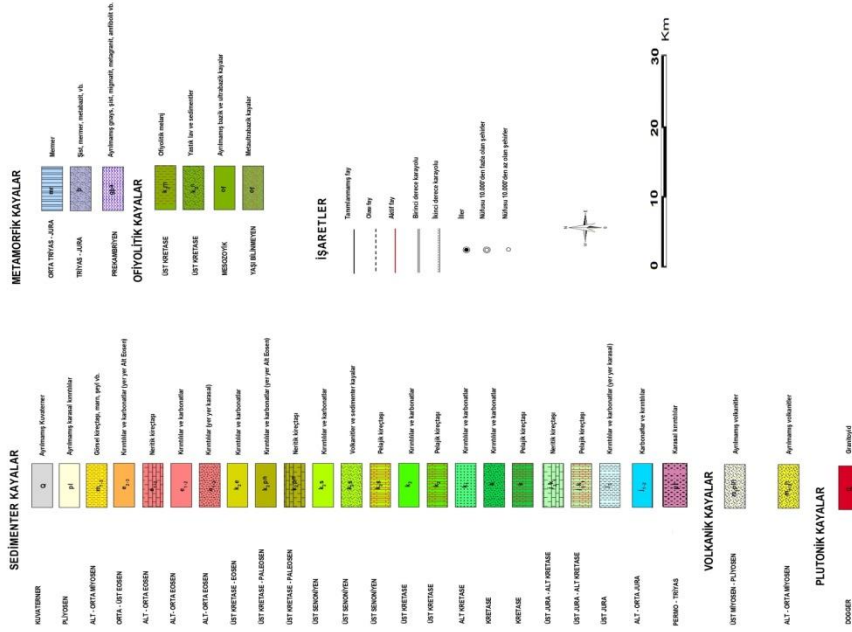 SEDİMENTER KAYALAR
KUVATERNER Q Ayrılmamış Kuvaterner
PLİYOSEN pl Ayrılmamış karasal kırıntılılar
ALT - ORTA MİYOSEN Gölsel kireçtaşı, marn, şeyl vb.
ORTA - ÜST EOSEN Kırıntılılar ve karbonatlar (yer yer Alt Eosen)
ALT - ORTA EOSEN Neritik kireçtaşı
ALT - ORTA EOSEN Kırıntılılar ve karbonatlar
ALT - ORTA EOSEN Kırıntılılar (yer yer karasal)
ÜST KRETASE - EOSEN Kırıntılılar ve karbonatlar
ÜST KRETASE - PALEOSEN Kırıntılılar ve karbonatlar (yer yer Alt Eosen)
ÜST KRETASE - PALEOSEN Neritik kireçtaşı
ÜST SENONİYEN Kırıntılılar ve karbonatlar
ÜST SENONİYEN Volkanitler ve sedimenter kayalar
ÜST SENONİYEN Pelajik kireçtaşı
ÜST KRETASE Kırıntılılar ve karbonatlar
ÜST KRETASE Pelajik kireçtaşı
ALT KRETASE Kırıntılılar ve karbonatlar
KRETASE Kırıntılılar ve karbonatlar
KRETASE Pelajik kireçtaşı
ÜST JURA - ALT KRETASE Neritik kireçtaşı
ÜST JURA - ALT KRETASE Pelajik kireçtaşı
ÜST JURA Kırıntılılar ve karbonatlar (yer yer karasal)
ALT - ORTA JURA Karbonatlar ve kırıntılılar
PERMO - TRİYAS Karasal kırıntılılar
VOLKANİK KAYALAR
ÜST MİYOSEN - PLİYOSEN Ayrılmamış volkanitler
ALT - ORTA MİYOSEN Ayrılmamış volkanitler
PLUTONİK KAYALAR
DOGGER Granitoyid
METAMORFİK KAYALAR
ORTA TRİYAS - JURA Mermer
TRİYAS - JURA Şist, mermer, metabazit, vb.
PREKAMBRİYEN Ayrılmamış gnays, şist, migmatit, metagranit, amfibolit vb.
OFİYOLİTİK KAYALAR
ÜST KRETASE Ofiyolitik melanj
ÜST KRETASE Yastık lav ve sedimentler
MESOZOYİK Ayrılmamış bazik ve ultrabazik kayalar
YAŞI BİLİNMEYEN Metaultrabazik kayalar
İŞARETLER
Tanımlanmamış fay
Olası fay
Aktif fay
Birinci derece karayolu
İkinci derece karayolu
İller
Nüfusu 10,000'den fazla olan şehirler
Nüfusu 10,000'den az olan şehirler
0 10 20 30
Km